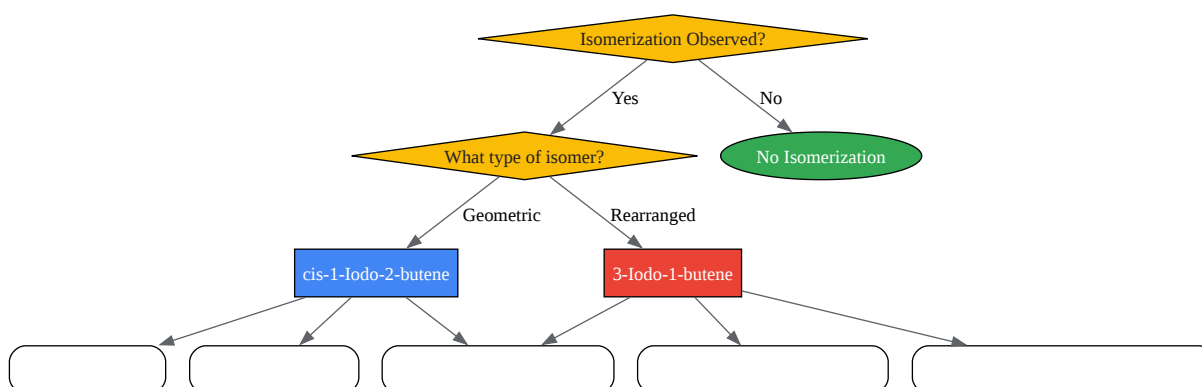 Isomerization Observed?
Yes
No
What type of isomer?
No Isomerization
Geometric
Rearranged
cis-1-Iodo-2-butene
3-Iodo-1-butene